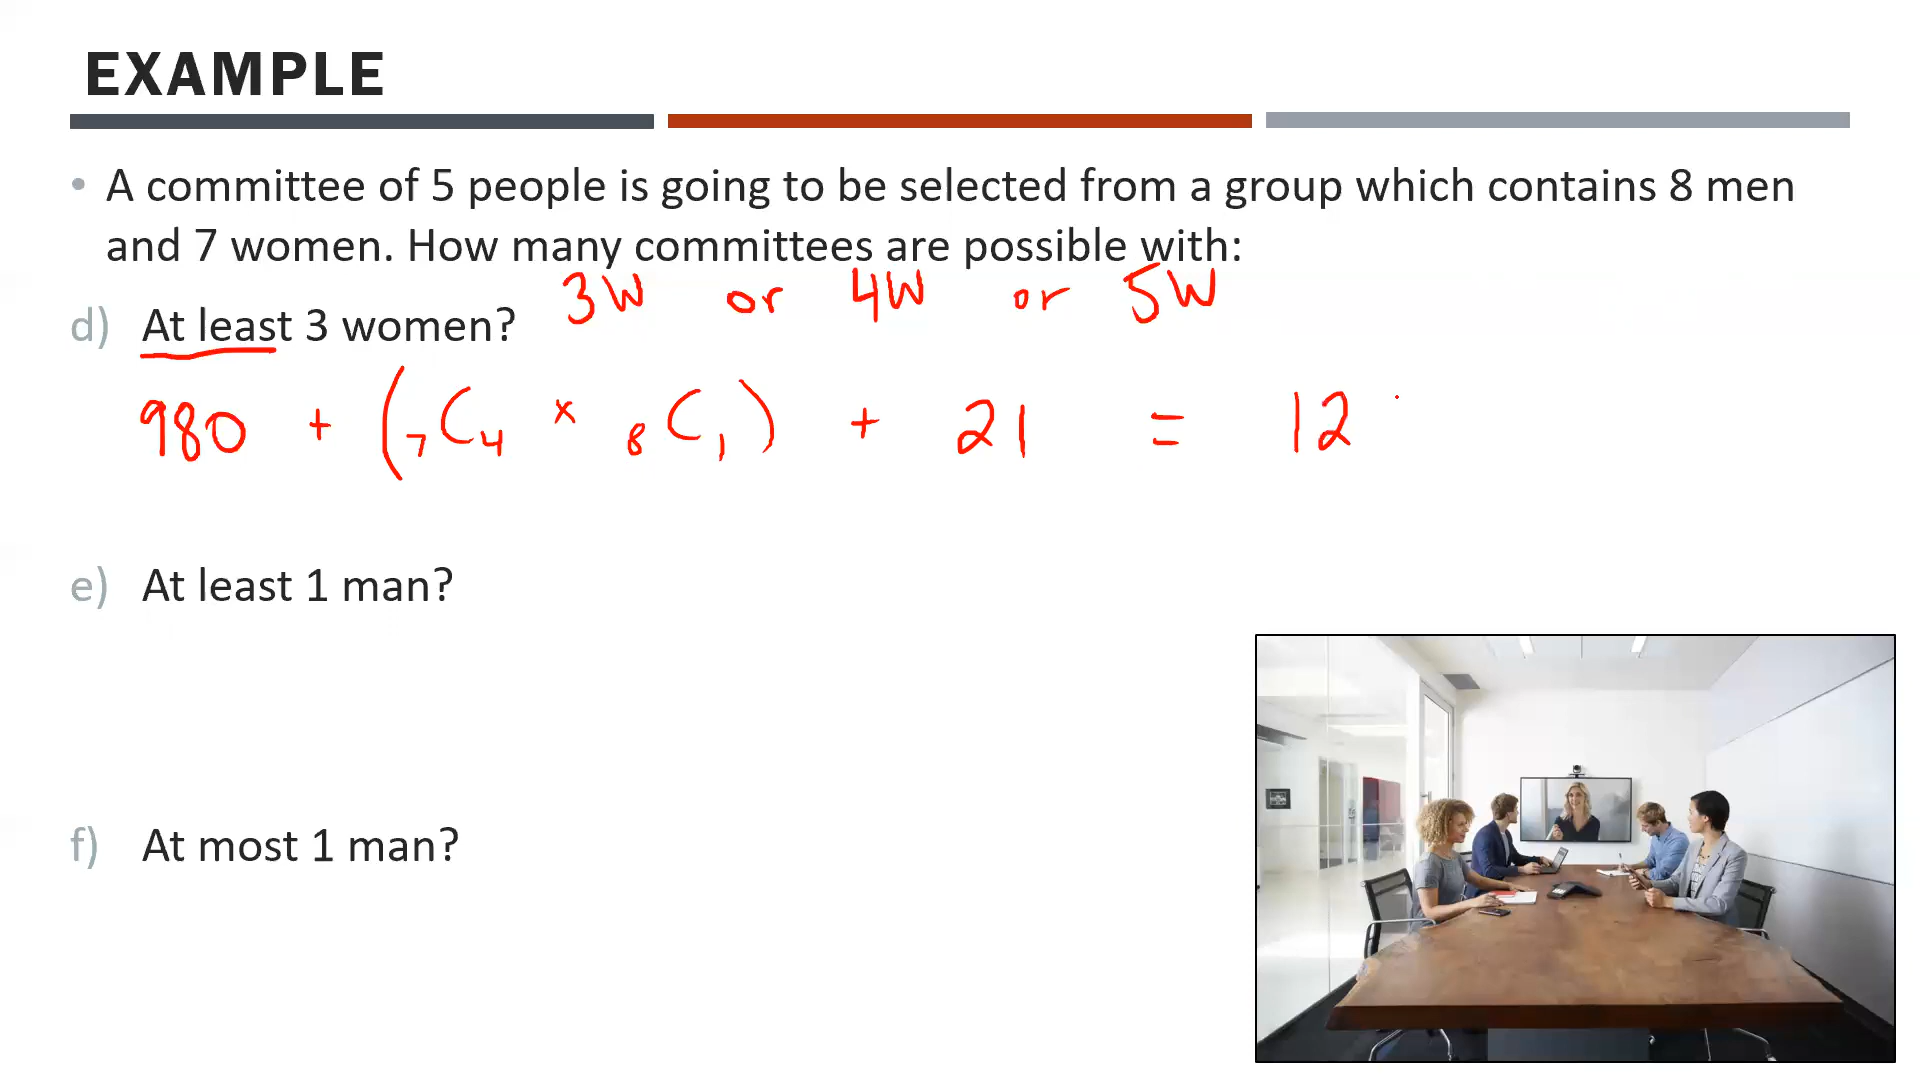 EXAMPLE
• A committee of 5 people is going to be selected from a group which contains 8 men
and 7 women. How many committees are possible with:
3W or 4W or 5W
d) At least 3 women?
980 + (₇C₄ × ₈C₁) + 21 = 12
e) At least 1 man?
f) At most 1 man?